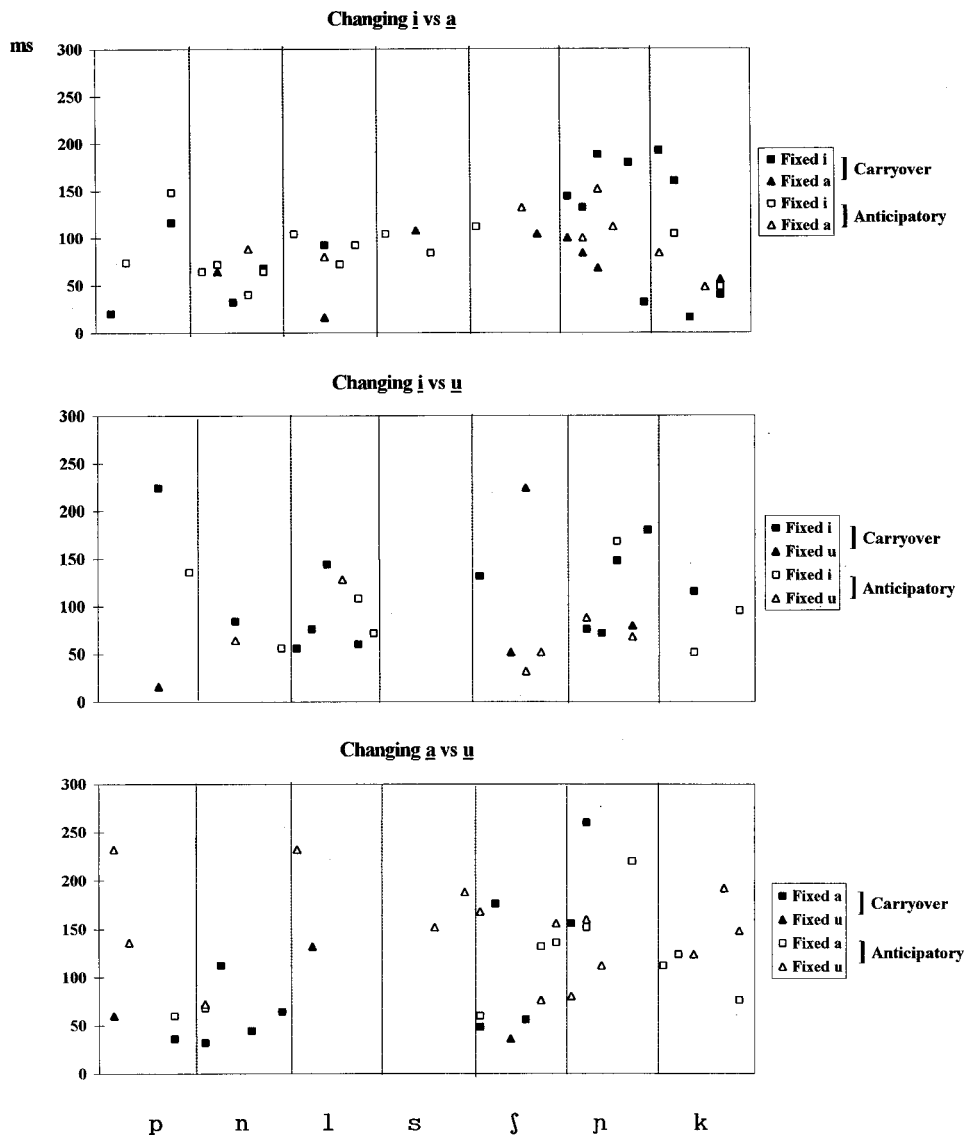 Changing i vs a
ms
300
250
200
150
100
50
0
Fixed i
Fixed a
Carryover
Fixed i
Fixed a
Anticipatory
Changing i vs u
300
250
200
150
100
50
0
Fixed i
Fixed u
Carryover
Fixed i
Fixed u
Anticipatory
Changing a vs u
300
250
200
150
100
50
0
Fixed a
Fixed u
Carryover
Fixed a
Fixed u
Anticipatory
p n l s ʃ ɲ k